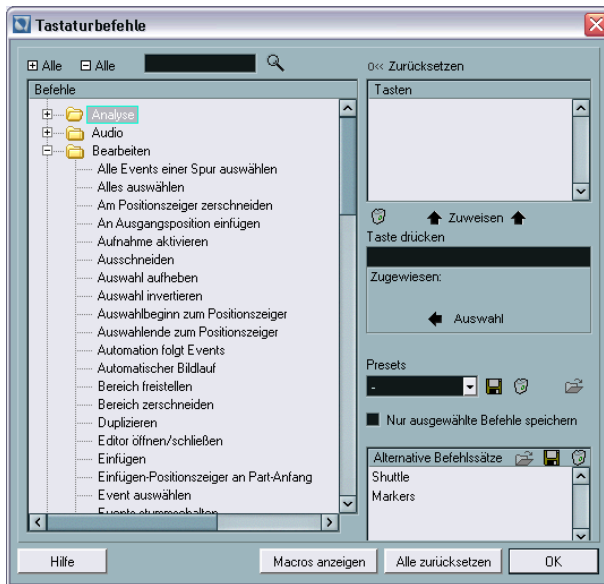 Tastaturbefehle
Alle Alle
0<< Zurücksetzen
Befehle
Analyse
Audio
Bearbeiten
Alle Events einer Spur auswählen
Alles auswählen
Am Positionszeiger zerschneiden
An Ausgangsposition einfügen
Aufnahme aktivieren
Ausschneiden
Auswahl aufheben
Auswahl invertieren
Auswahlbeginn zum Positionszeiger
Auswahlende zum Positionszeiger
Automation folgt Events
Automatischer Bildlauf
Bereich freistellen
Bereich zerschneiden
Duplizieren
Editor öffnen/schließen
Einfügen
Einfügen-Positionszeiger an Part-Anfang
Event auswählen
Events stummschalten
Tasten
Zuweisen
Taste drücken
Zugewiesen:
Auswahl
Presets
-
Nur ausgewählte Befehle speichern
Alternative Befehlssätze
Shuttle
Markers
Hilfe
Macros anzeigen
Alle zurücksetzen
OK